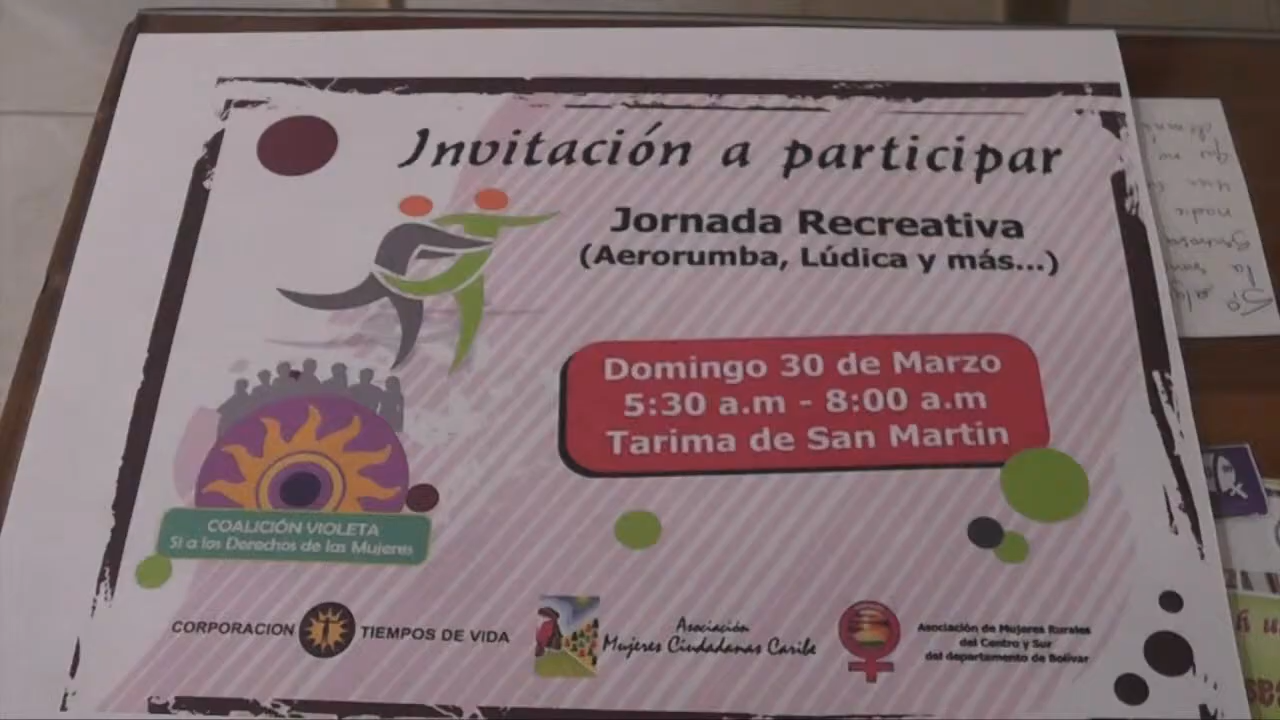 Invitación a participar
Jornada Recreativa
(Aerorumba, Lúdica y más...)
Domingo 30 de Marzo
5:30 a.m - 8:00 a.m
Tarima de San Martin
COALICIÓN VIOLETA
SI a los Derechos de las Mujeres
CORPORACION TIEMPOS DE VIDA
Asociación
Mujeres Ciudadanas Caribe
Asociación de Mujeres Rurales
del Centro y Sur
del departamento de Bolívar